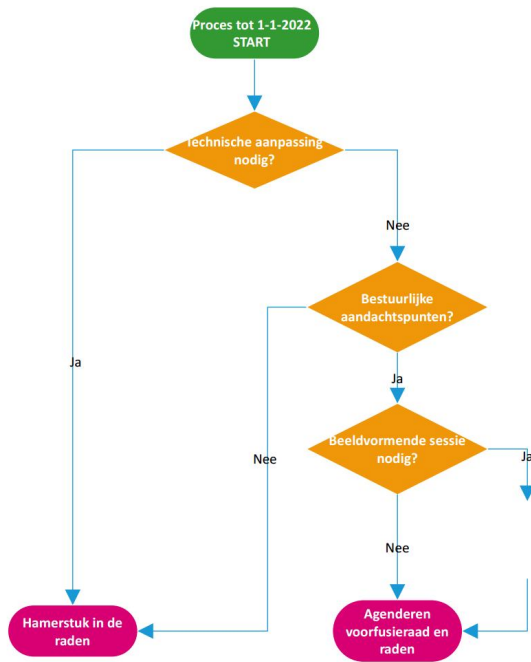 Proces tot 1-1-2022
START
Technische aanpassing
nodig?
Nee
Bestuurlijke
aandachtspunten?
Ja
Ja
Beeldvormende sessie
nodig?
Nee
Ja
Nee
Hamerstuk in de
raden
Agenderen
voorfusieraad en
raden